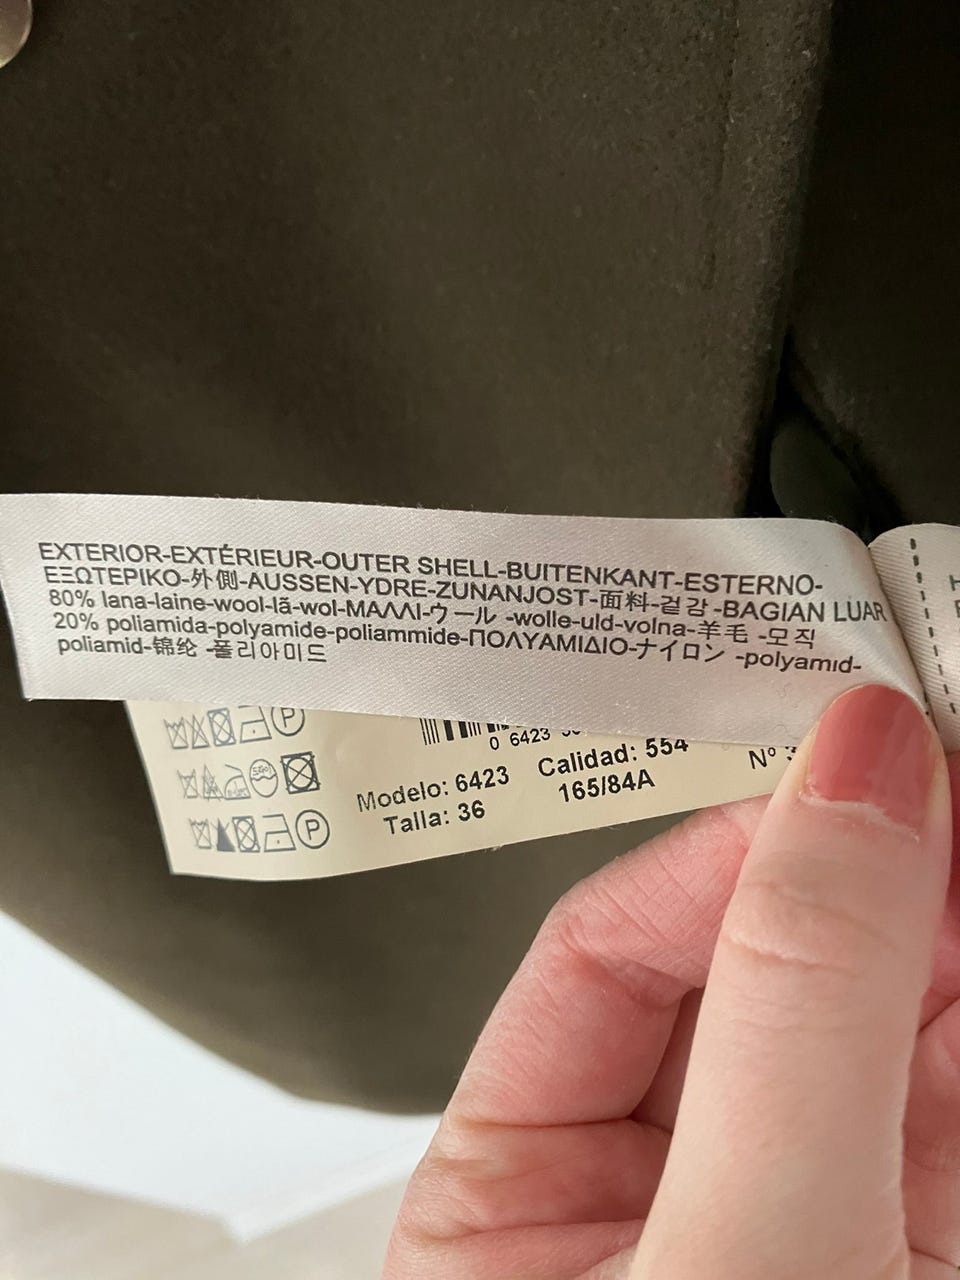 EXTERIOR-EXTÉRIEUR-OUTER SHELL-BUITENKANT-ESTERNO-
ΕΞΩΤΕΡΙΚΟ-外側-AUSSEN-YDRE-ZUNANJOST-面料-겉감-BAGIAN LUAR
80% lana-laine-wool-lã-wol-ΜΑΛΛΙ-ウール -wolle-uld-volna-羊毛 -모직
20% poliamida-polyamide-poliammide-ΠΟΛΥΑΜΙΔΙΟ-ナイロン -polyamid-
poliamid-锦纶 -폴리아미드
P
0 6423
Modelo: 6423 Calidad: 554 Nº
Talla: 36 165/84A
P